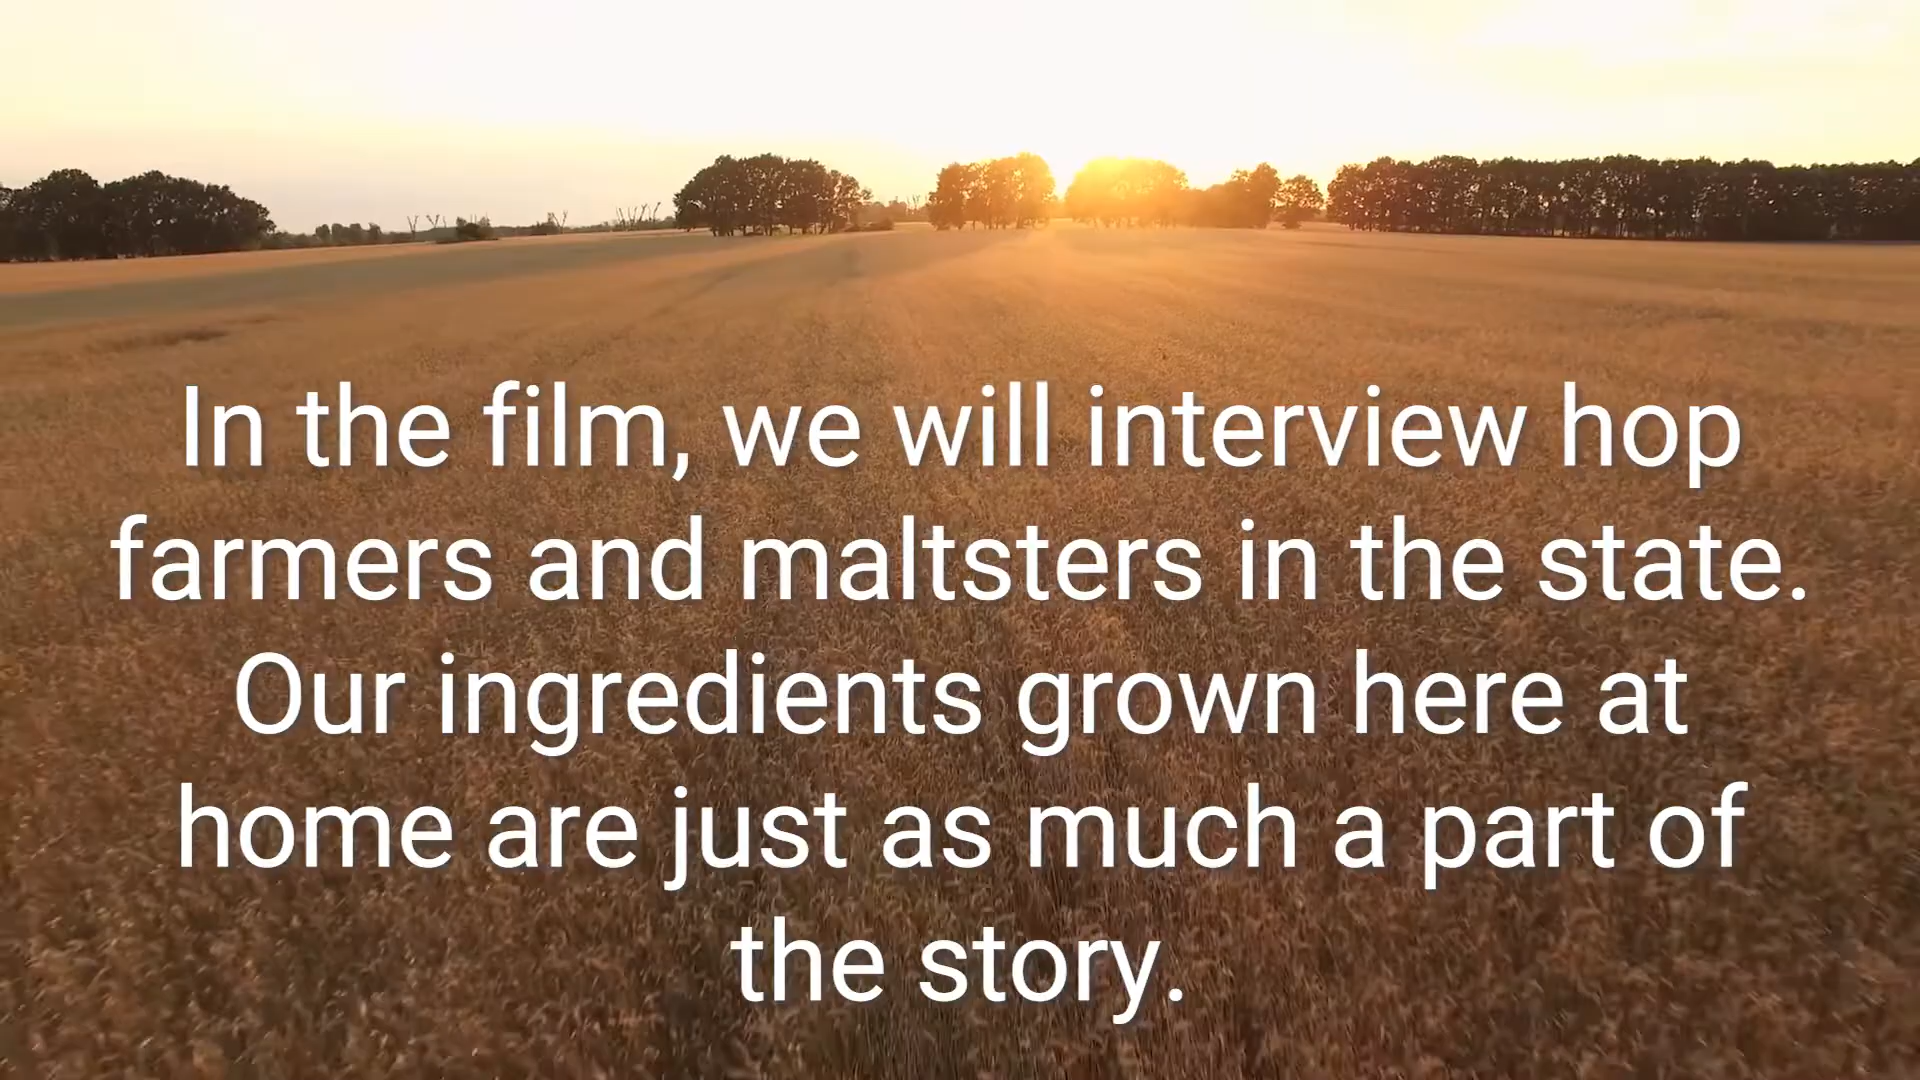 In the film, we will interview hop
farmers and maltsters in the state.
Our ingredients grown here at
home are just as much a part of
the story.